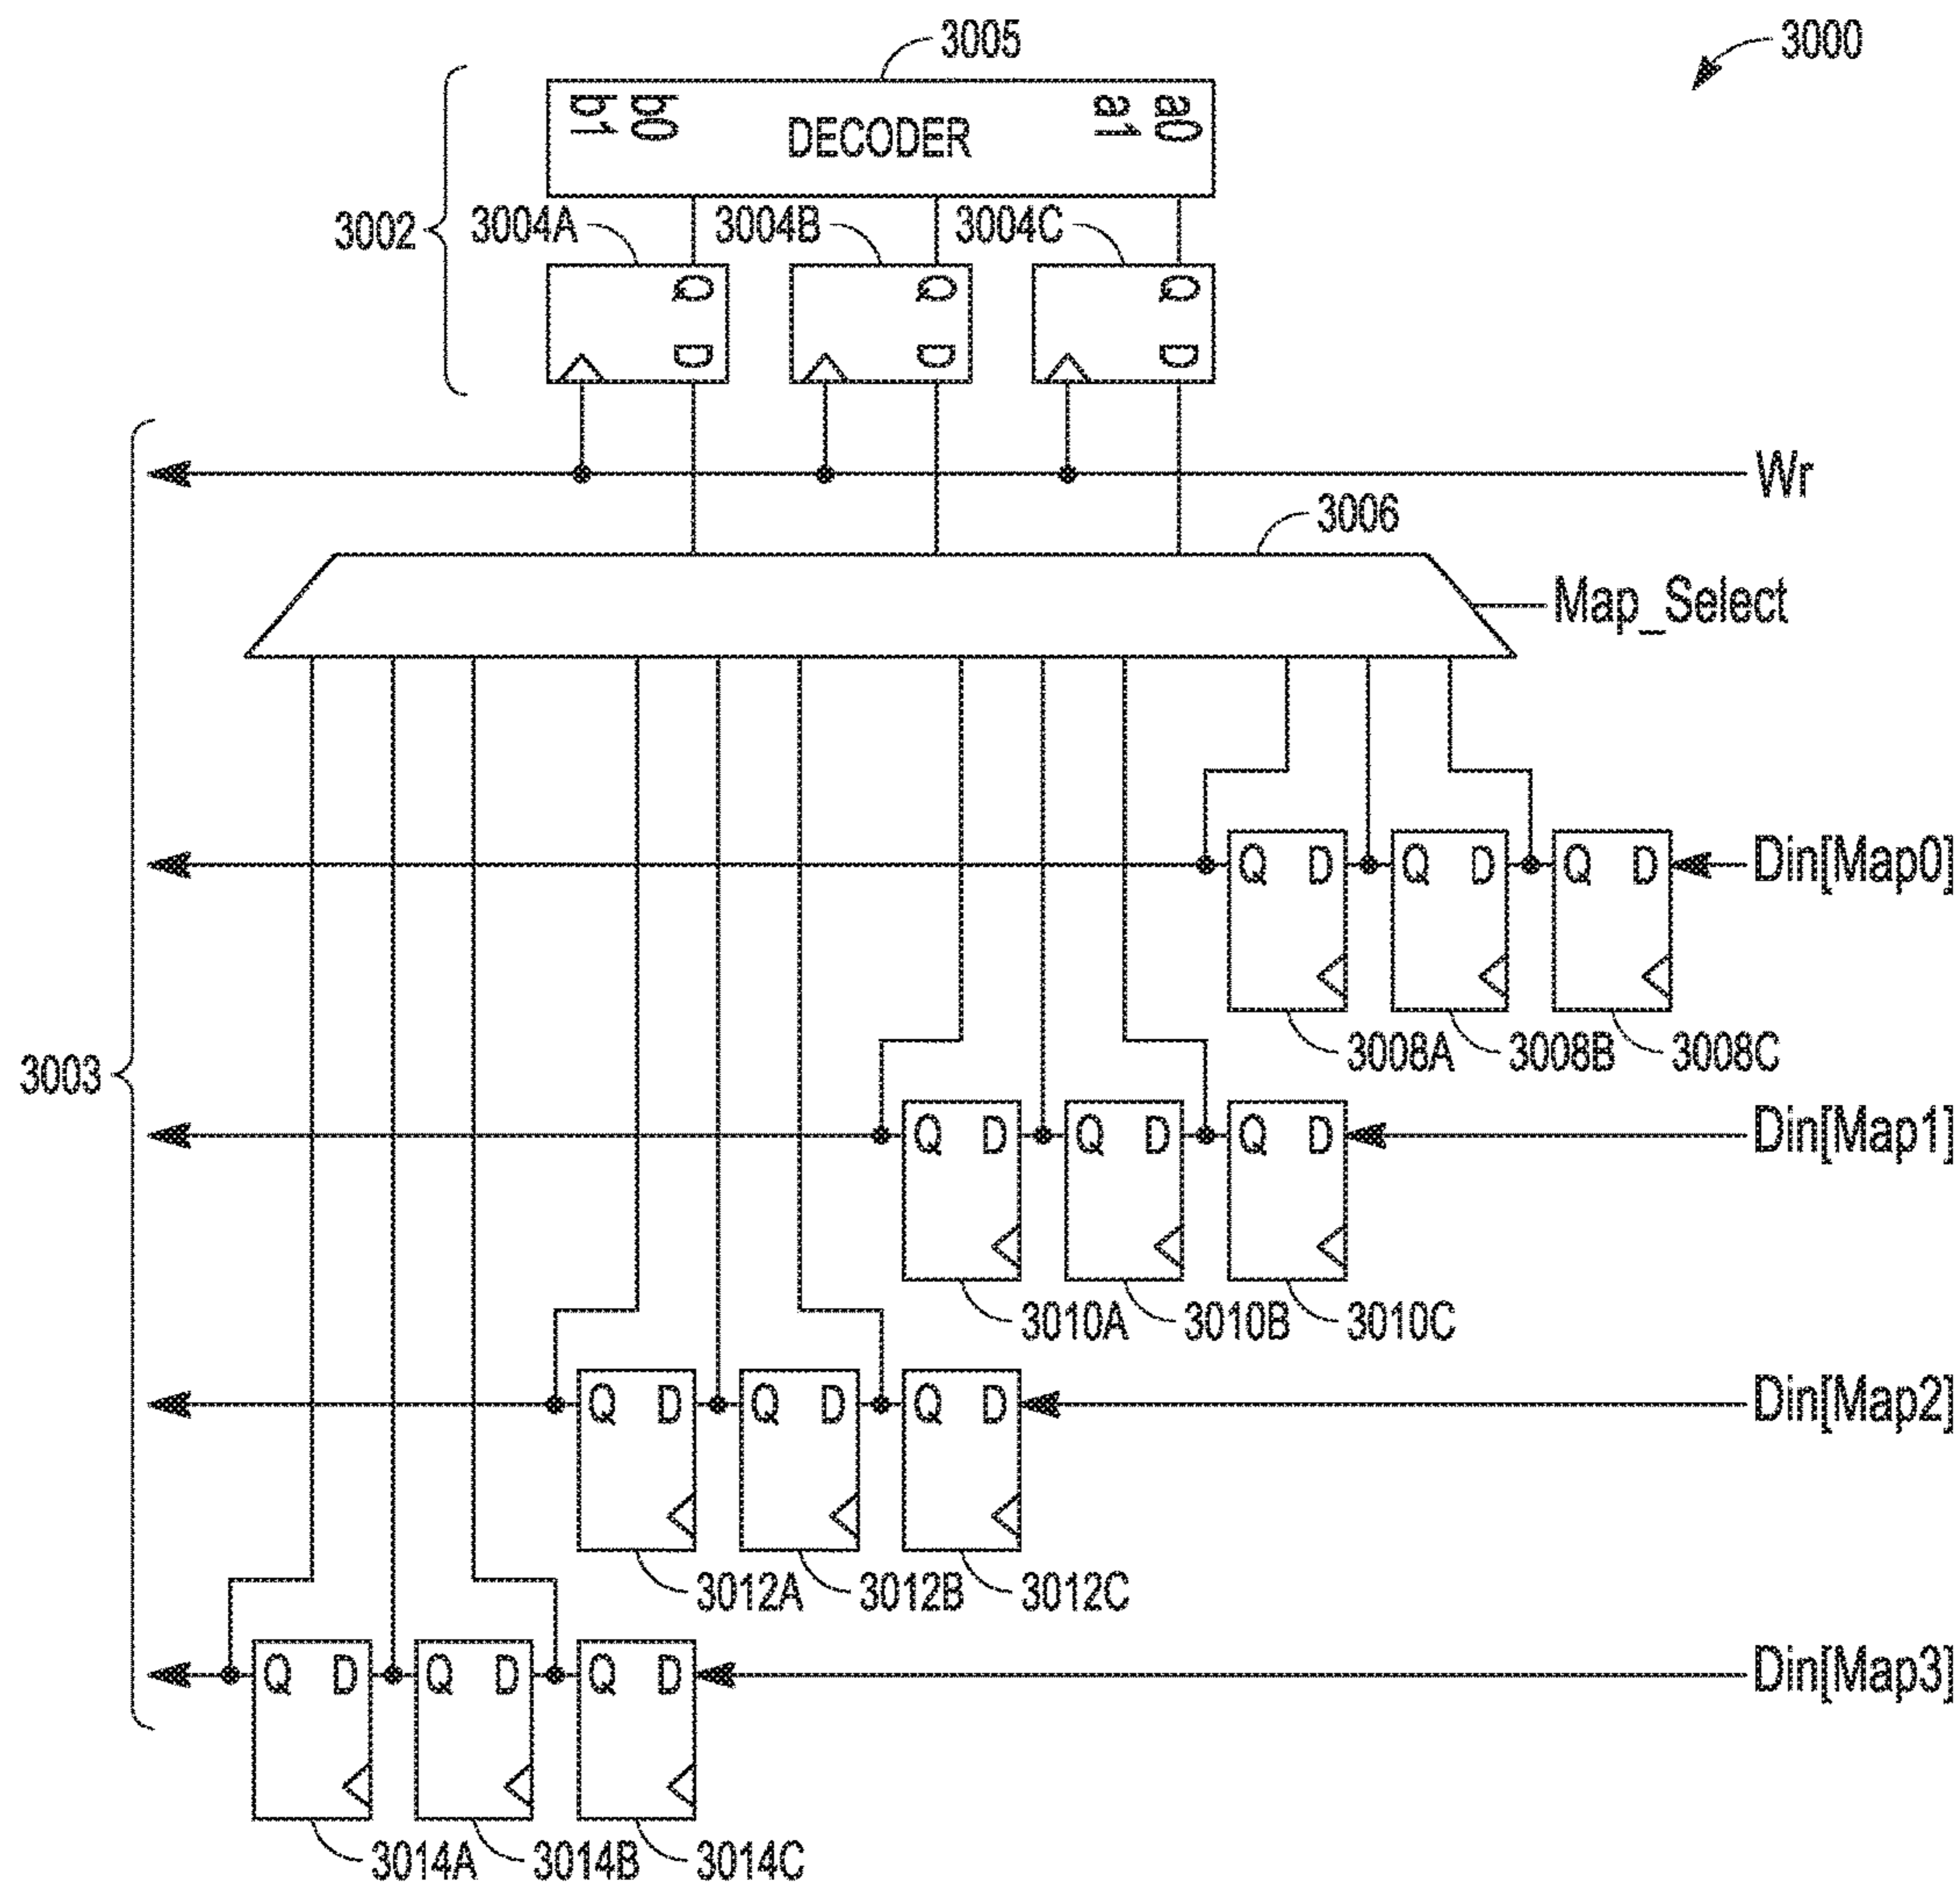 3005
3000
b1 b0 DECODER a1 a0
3002
3004A 3004B 3004C
Q Q Q
D D D
Wr
3006
Map_Select
Q D Q D Q D Din[Map0]
3008A 3008B 3008C
3003
Q D Q D Q D Din[Map1]
3010A 3010B 3010C
Q D Q D Q D Din[Map2]
3012A 3012B 3012C
Q D Q D Q D Din[Map3]
3014A 3014B 3014C